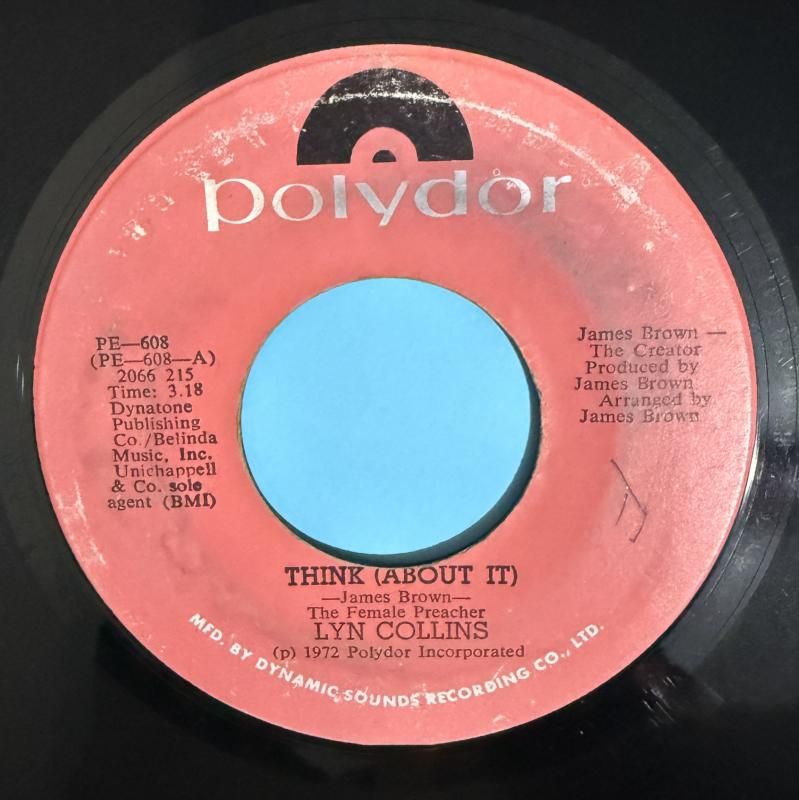 polydor
PE—608
(PE—608—A)
2066 215
Time: 3.18
Dynatone
Publishing
Co./Belinda
Music, Inc.
Unichappell
& Co. sole
agent (BMI)
James Brown —
The Creator
Produced by
James Brown
Arranged by
James Brown
THINK (ABOUT IT)
—James Brown—
The Female Preacher
LYN COLLINS
(p) 1972 Polydor Incorporated
MFD. BY DYNAMIC SOUNDS RECORDING CO., LTD.